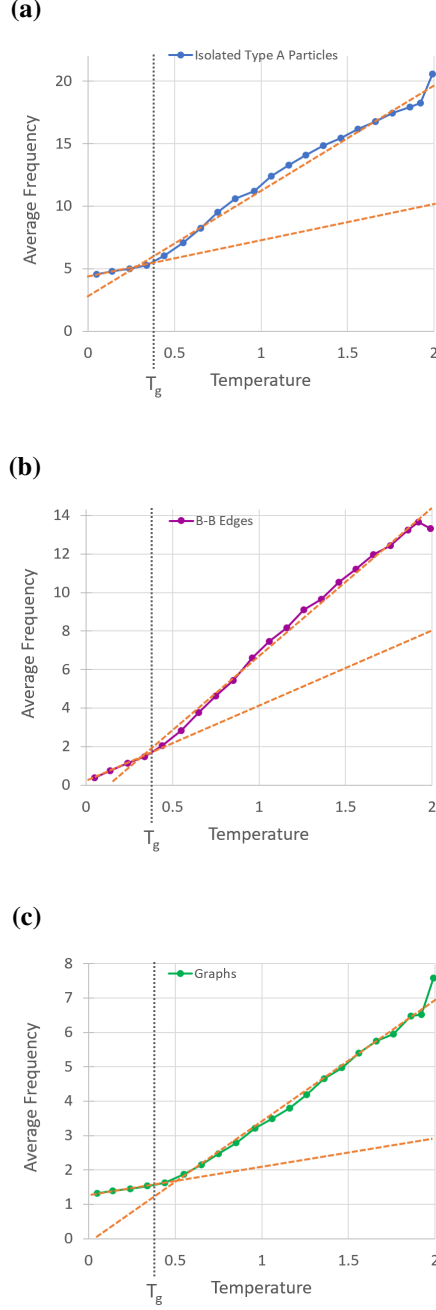 (a)
Isolated Type A Particles
Average Frequency
20
15
10
5
0
0 0.5 1 1.5 2
Tg Temperature
(b)
B-B Edges
Average Frequency
14
12
10
8
6
4
2
0
0 0.5 1 1.5 2
Tg Temperature
(c)
Graphs
Average Frequency
8
7
6
5
4
3
2
1
0
0 0.5 1 1.5 2
Tg Temperature